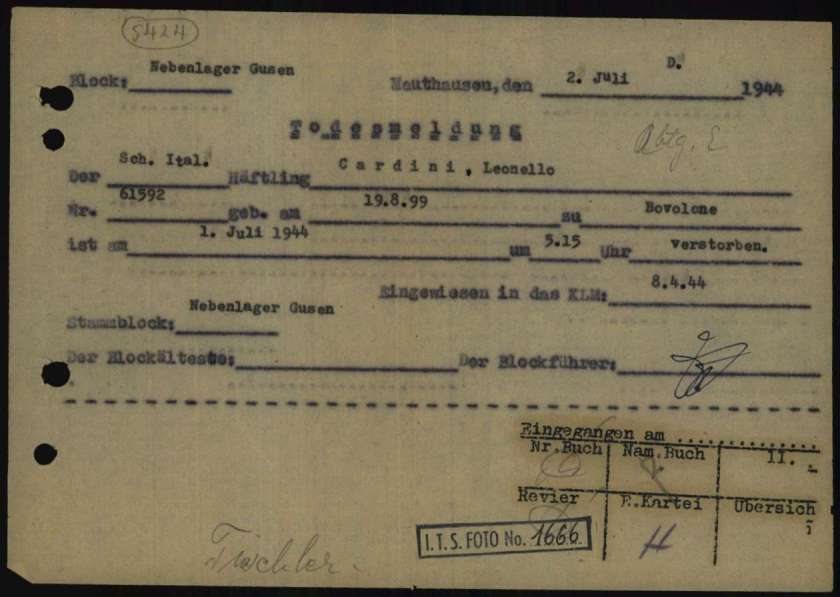 5424
D.
Block: Nebenlager Gusen Mauthausen, den 2. Juli 1944
Todesmeldung
Abtg. E
Der Sch. Ital. Häftling Cardini, Leonello
Nr. 61592 geb. am 19.8.99 zu Bovolone
ist am 1. Juli 1944 um 5.15 Uhr verstorben.
Eingewiesen in das KLM: 8.4.44
Stammblock: Nebenlager Gusen
Der Blockälteste: Der Blockführer:
Eingegangen am ..............
Nr.Buch Nam.Buch II.
Revier E.Kartei Übersich
H
I.T.S. FOTO No. 1666
Tischler.